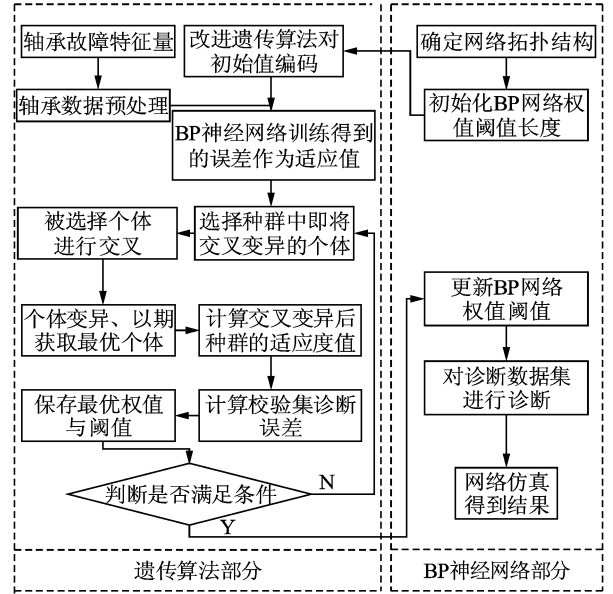 轴承故障特征量
轴承数据预处理
改进遗传算法对
初始值编码
BP神经网络训练得到
的误差作为适应值
选择种群中即将
交叉变异的个体
被选择个体
进行交叉
个体变异、以期
获取最优个体
计算交叉变异后
种群的适应度值
计算校验集诊断
误差
保存最优权值
与阈值
判断是否满足条件
N
Y
遗传算法部分
确定网络拓扑结构
初始化BP网络权
值阈值长度
更新BP网络
权值阈值
对诊断数据集
进行诊断
网络仿真
得到结果
BP神经网络部分